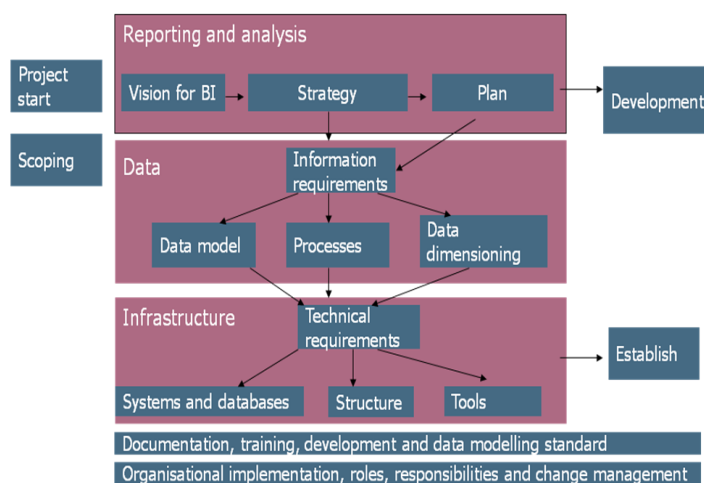 Reporting and analysis
Project
start
Vision for BI
Strategy
Plan
Development
Scoping
Data
Information
requirements
Data model
Processes
Data
dimensioning
Infrastructure
Technical
requirements
Establish
Systems and databases
Structure
Tools
Documentation, training, development and data modelling standard
Organisational implementation, roles, responsibilities and change management